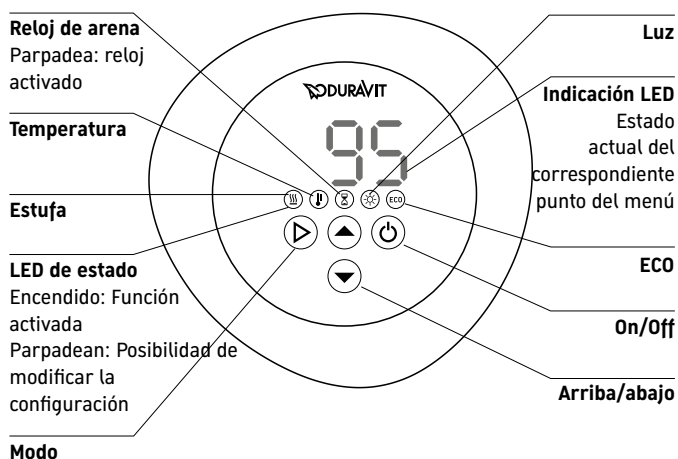 Reloj de arena
Parpadea: reloj
activado
Temperatura
Estufa
LED de estado
Encendido: Función
activada
Parpadean: Posibilidad de
modificar la
configuración
Modo
DURAVIT
95
ECO
Luz
Indicación LED
Estado
actual del
correspondiente
punto del menú
ECO
On/Off
Arriba/abajo